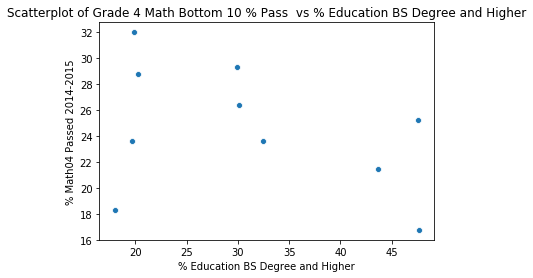 Scatterplot of Grade 4 Math Bottom 10 % Pass  vs % Education BS Degree and Higher
% Math04 Passed 2014-2015
32
30
28
26
24
22
20
18
16
20 25 30 35 40 45
% Education BS Degree and Higher